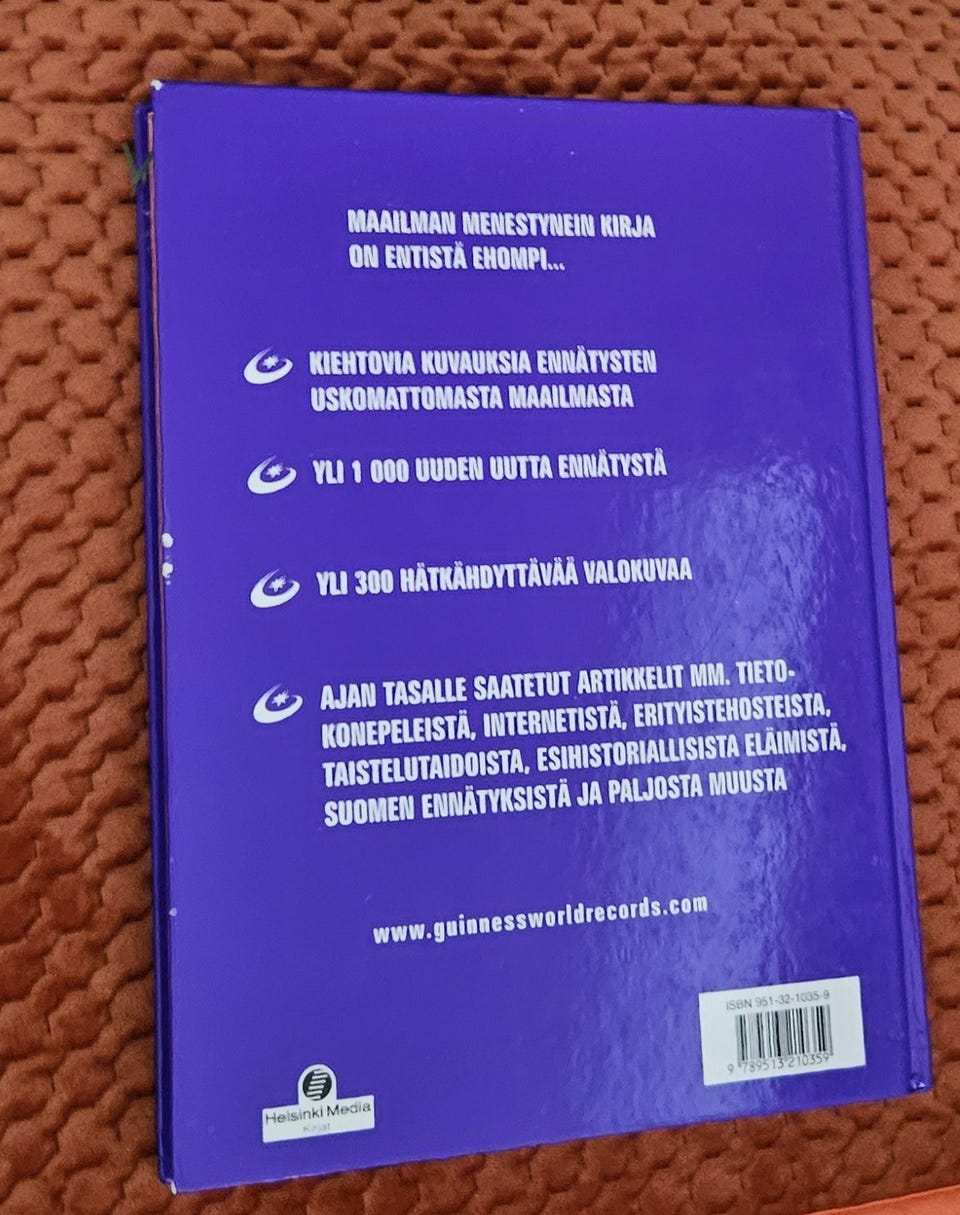 MAAILMAN MENESTYNEIN KIRJA
ON ENTISTÄ EHOMPI...
KIEHTOVIA KUVAUKSIA ENNÄTYSTEN
USKOMATTOMASTA MAAILMASTA
YLI 1 000 UUDEN UUTTA ENNÄTYSTÄ
YLI 300 HÄTKÄHDYTTÄVÄÄ VALOKUVAA
AJAN TASALLE SAATETUT ARTIKKELIT MM. TIETO-
KONEPELEISTÄ, INTERNETISTÄ, ERITYISTEHOSTEISTA,
TAISTELUTAIDOISTA, ESIHISTORIALLISISTA ELÄIMISTÄ,
SUOMEN ENNÄTYKSISTÄ JA PALJOSTA MUUSTA
www.guinnessworldrecords.com
ISBN 951-32-1035-9
9 789513 210359
Helsinki Media
Kirjat